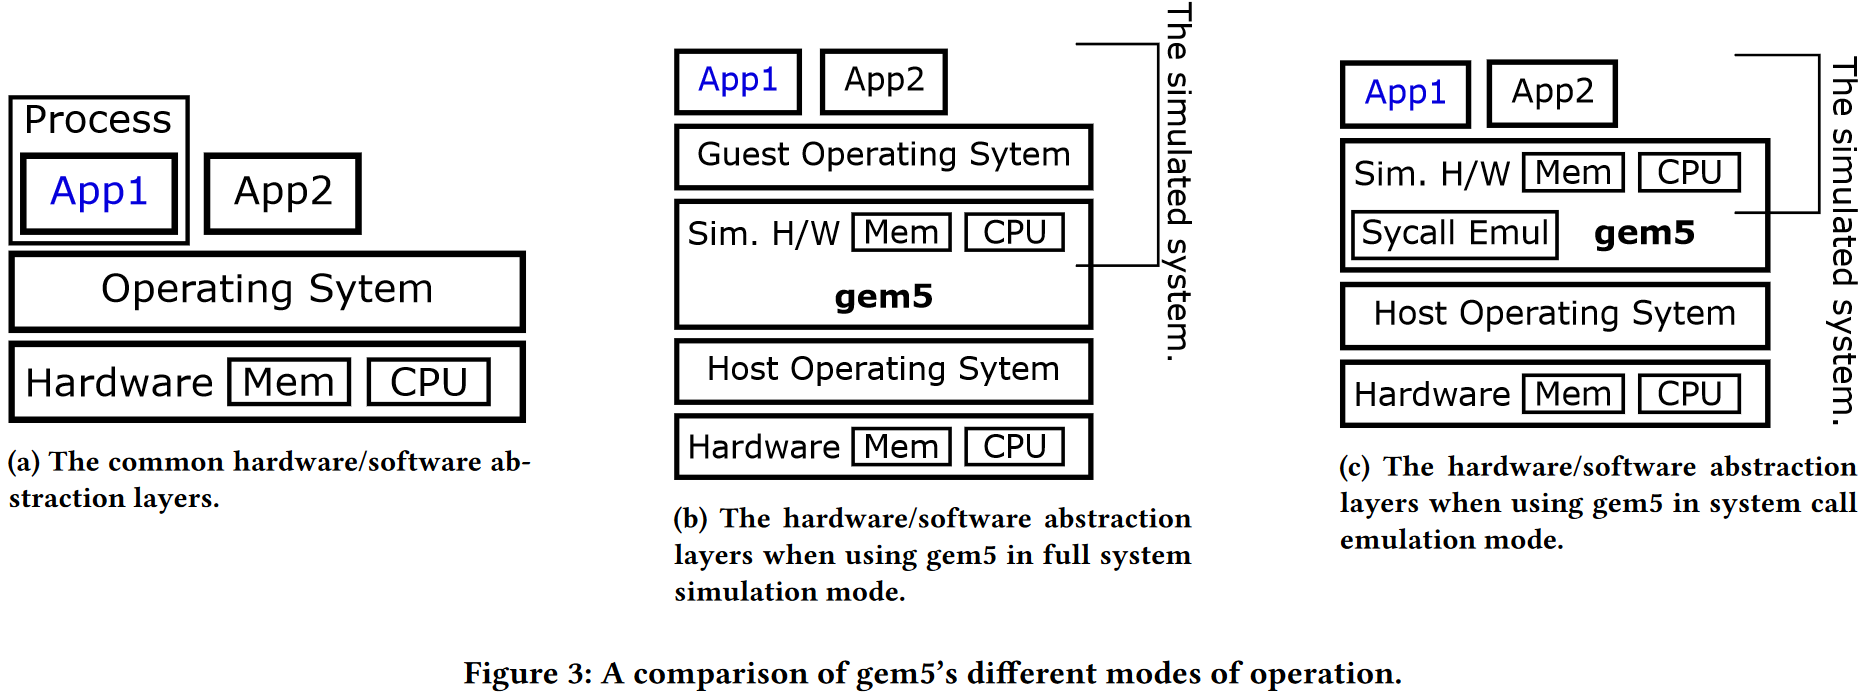 Process
App1
App2
Operating Sytem
Hardware Mem CPU
(a) The common hardware/software ab-
straction layers.
App1 App2
Guest Operating Sytem
Sim. H/W Mem CPU
gem5
Host Operating Sytem
Hardware Mem CPU
The simulated system.
(b) The hardware/software abstraction
layers when using gem5 in full system
simulation mode.
App1 App2
Sim. H/W Mem CPU
Sycall Emul gem5
Host Operating Sytem
Hardware Mem CPU
The simulated system.
(c) The hardware/software abstraction
layers when using gem5 in system call
emulation mode.
Figure 3: A comparison of gem5’s different modes of operation.